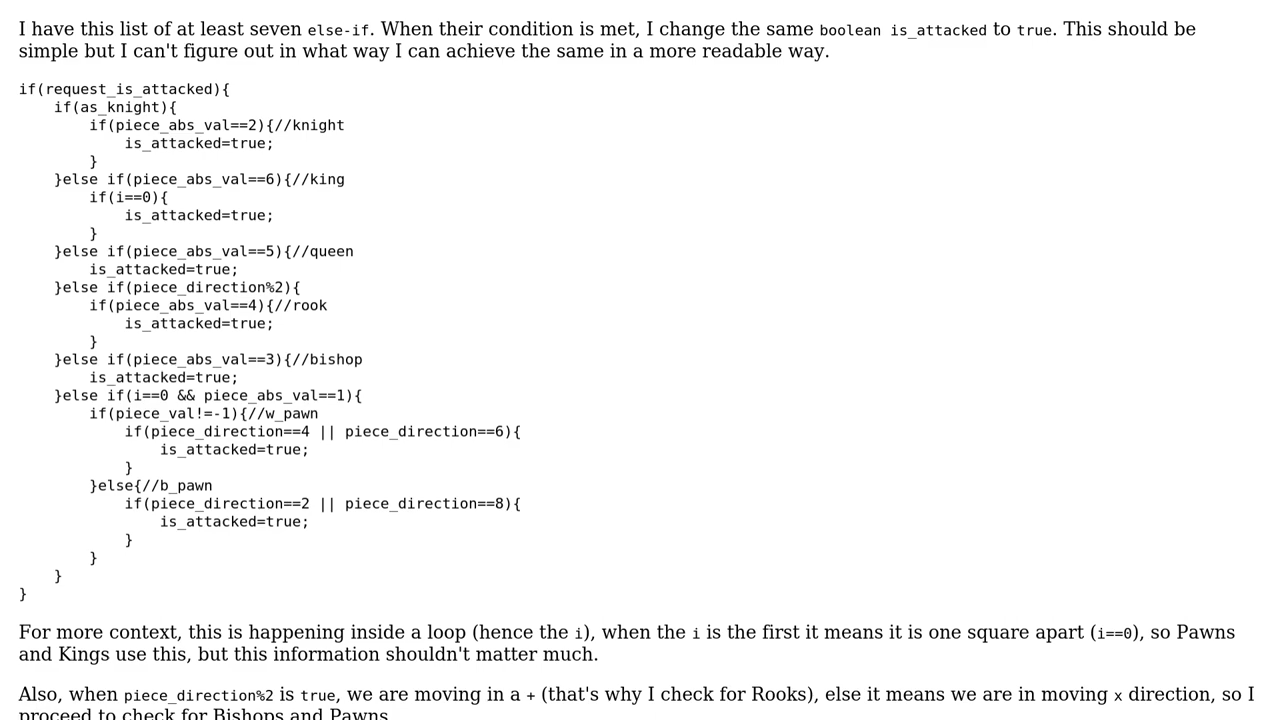 I have this list of at least seven else-if. When their condition is met, I change the same boolean is_attacked to true. This should be
simple but I can't figure out in what way I can achieve the same in a more readable way.
if(request_is_attacked){
    if(as_knight){
        if(piece_abs_val==2){//knight
            is_attacked=true;
        }
    }else if(piece_abs_val==6){//king
        if(i==0){
            is_attacked=true;
        }
    }else if(piece_abs_val==5){//queen
        is_attacked=true;
    }else if(piece_direction%2){
        if(piece_abs_val==4){//rook
            is_attacked=true;
        }
    }else if(piece_abs_val==3){//bishop
        is_attacked=true;
    }else if(i==0 && piece_abs_val==1){
        if(piece_val!=-1){//w_pawn
            if(piece_direction==4 || piece_direction==6){
                is_attacked=true;
            }
        }else{//b_pawn
            if(piece_direction==2 || piece_direction==8){
                is_attacked=true;
            }
        }
    }
}
For more context, this is happening inside a loop (hence the i), when the i is the first it means it is one square apart (i==0), so Pawns
and Kings use this, but this information shouldn't matter much.
Also, when piece_direction%2 is true, we are moving in a + (that's why I check for Rooks), else it means we are in moving x direction, so I
proceed to check for Bishops and Pawns.